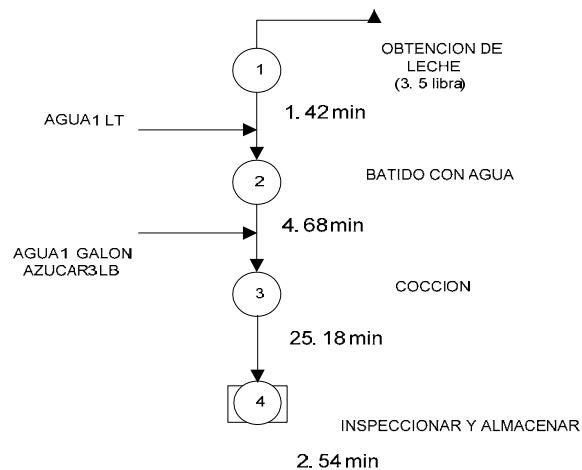 OBTENCION DE
LECHE
(3. 5 libra)
1
1. 42 min
AGUA1 LT
2
BATIDO CON AGUA
4. 68 min
AGUA1 GALON
AZUCAR3LB
3
COCCION
25. 18 min
4
INSPECCIONAR Y ALMACENAR
2. 54 min